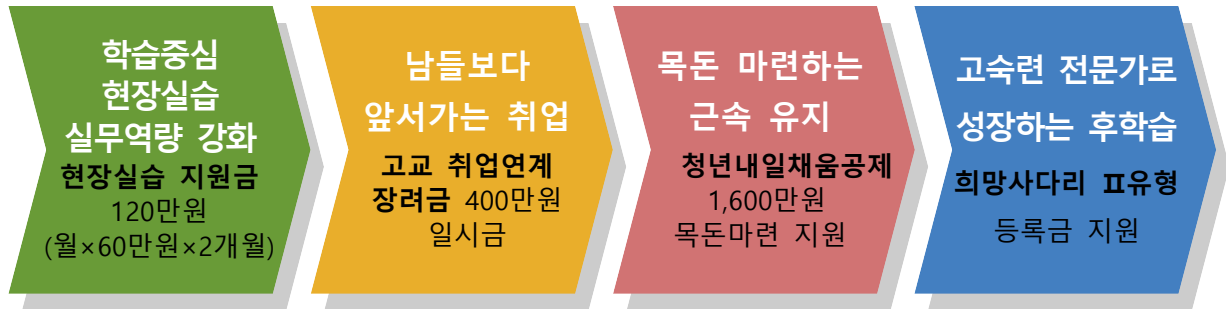 학습중심
현장실습
실무역량 강화
현장실습 지원금
120만원
(월×60만원×2개월)
남들보다
앞서가는 취업
고교 취업연계
장려금 400만원
일시금
목돈 마련하는
근속 유지
청년내일채움공제
1,600만원
목돈마련 지원
고숙련 전문가로
성장하는 후학습
희망사다리 Ⅱ유형
등록금 지원